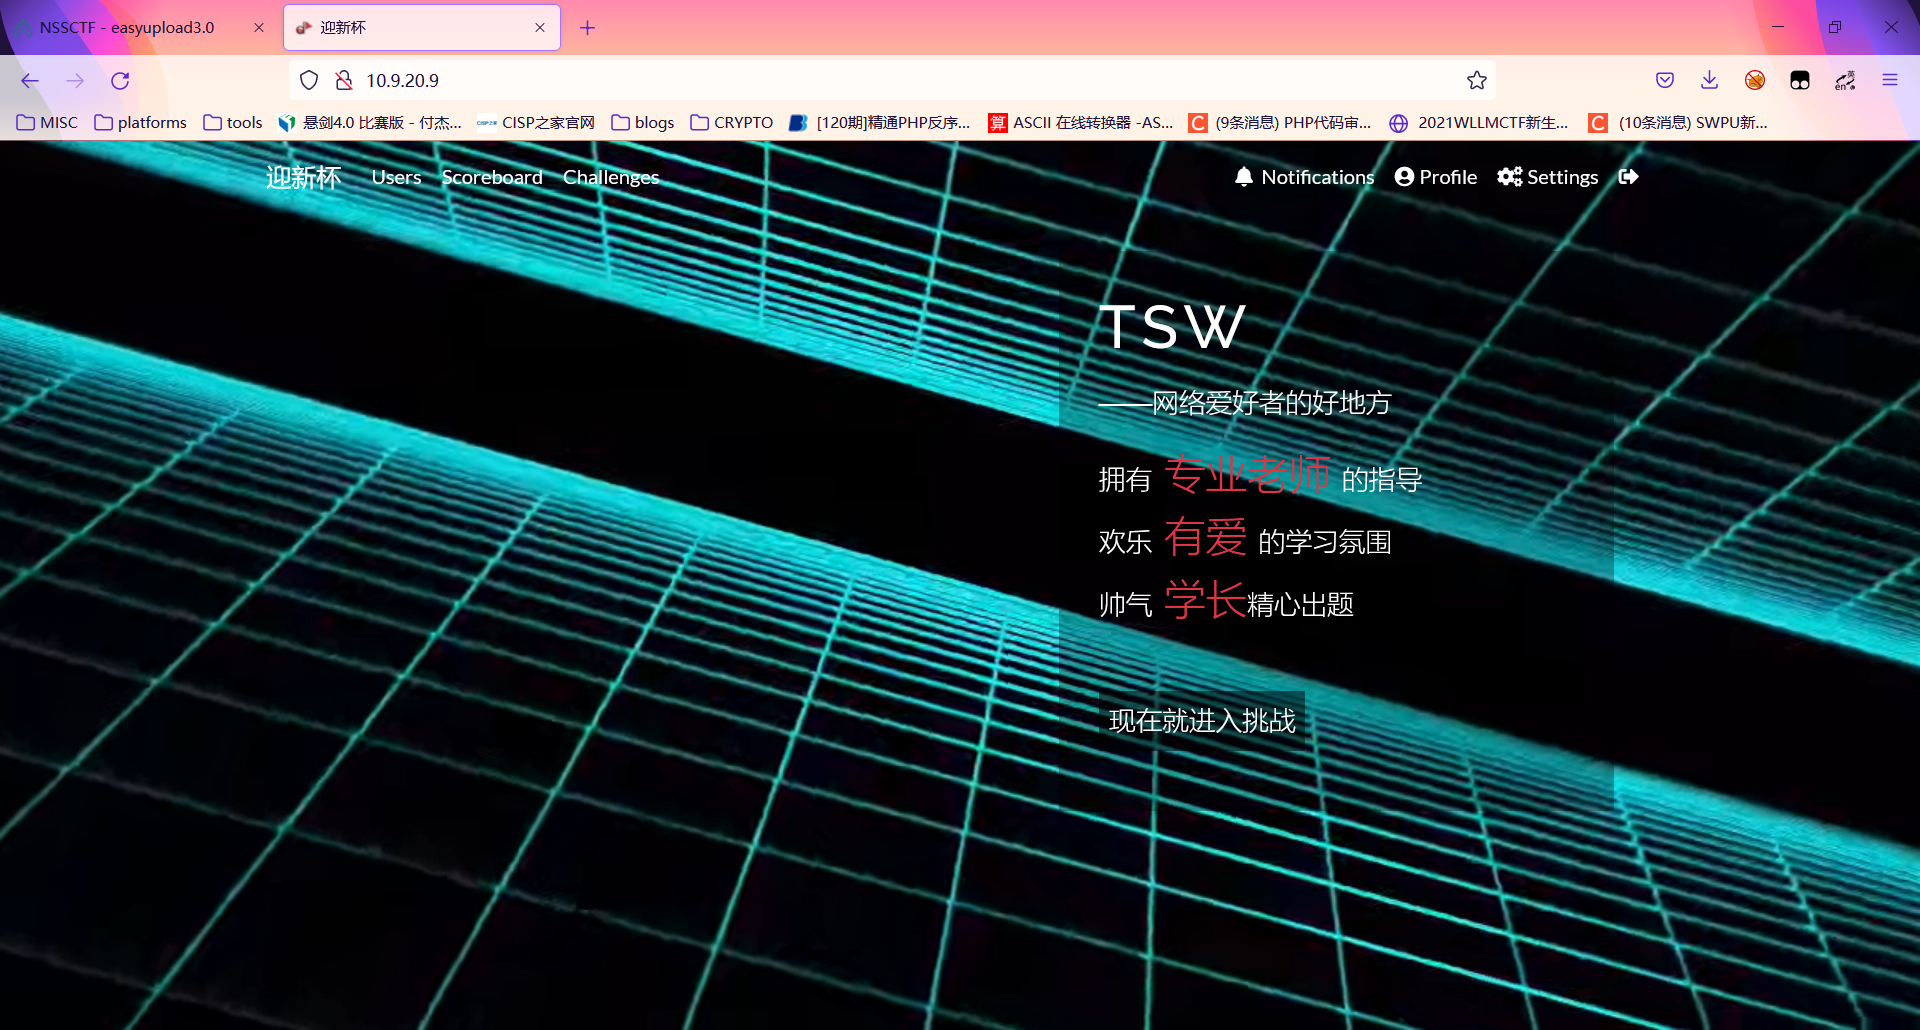 NSSCTF - easyupload3.0
迎新杯
10.9.20.9
MISC
platforms
tools
悬剑4.0 比赛版 - 付杰...
CISP之家官网
blogs
CRYPTO
[120期]精通PHP反序...
算 ASCII 在线转换器 -AS...
C (9条消息) PHP代码审...
2021WLLMCTF新生...
C (10条消息) SWPU新...
迎新杯 Users Scoreboard Challenges
Notifications Profile Settings
TSW
——网络爱好者的好地方
拥有 专业老师 的指导
欢乐 有爱 的学习氛围
帅气 学长精心出题
现在就进入挑战